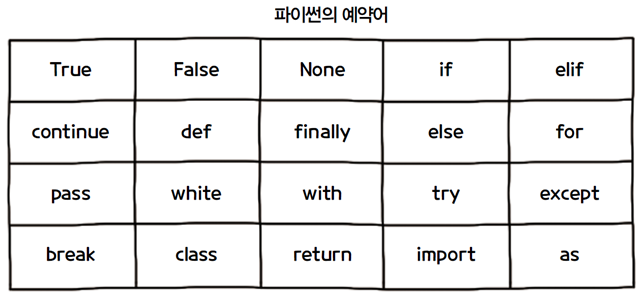 파이썬의 예약어
True False None if elif
continue def finally else for
pass white with try except
break class return import as